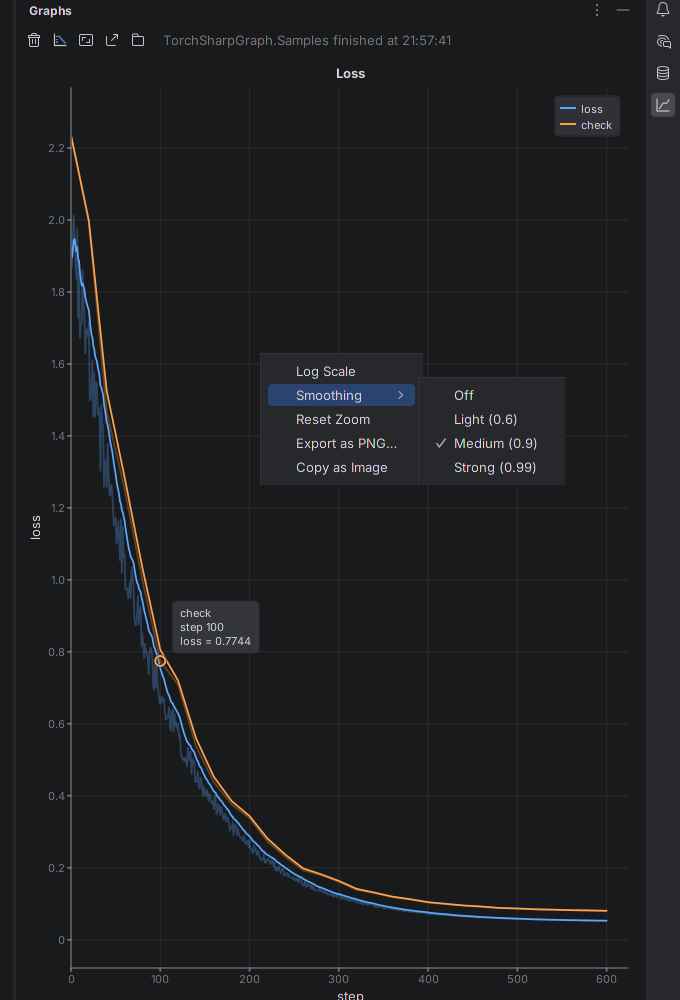 Graphs
TorchSharpGraph.Samples finished at 21:57:41
Loss
loss
check
2.2
2.0
1.8
1.6
1.4
1.2
1.0
0.8
0.6
0.4
0.2
0
loss
Log Scale
Smoothing
Reset Zoom
Export as PNG...
Copy as Image
Off
Light (0.6)
Medium (0.9)
Strong (0.99)
check
step 100
loss = 0.7744
0 100 200 300 400 500 600
step